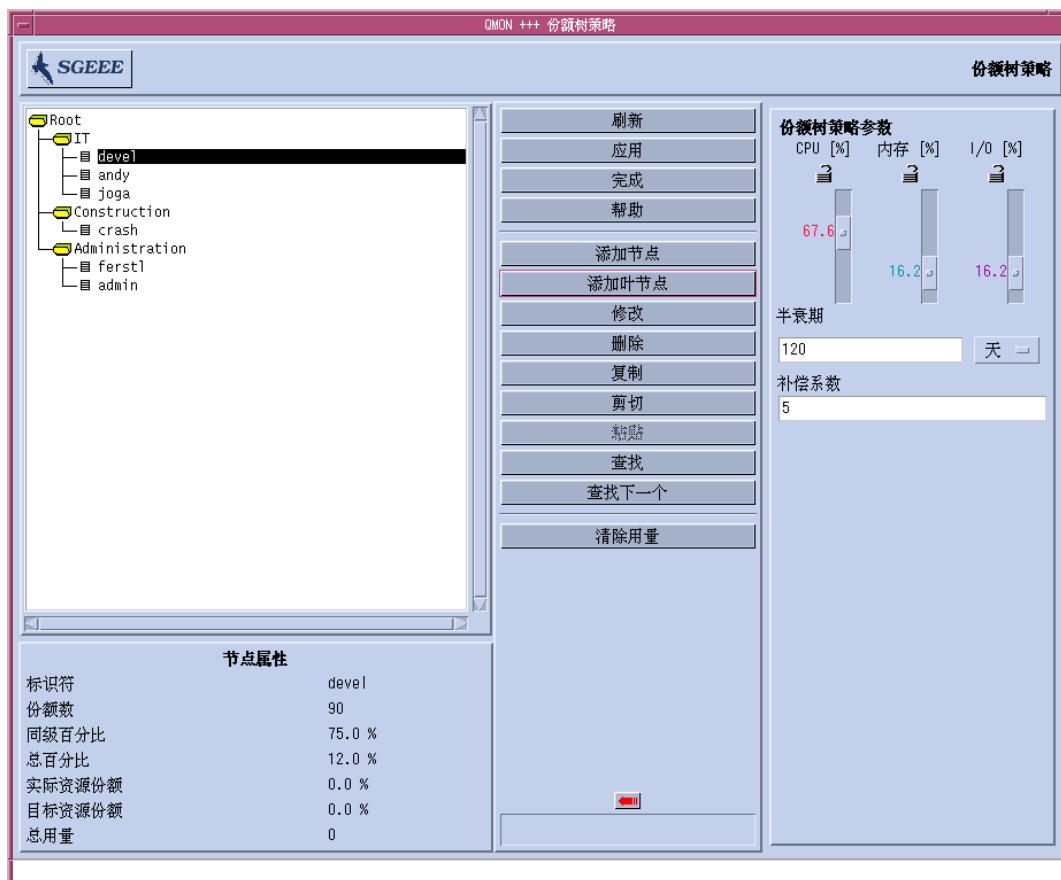 QMON +++ 份额树策略
SGEEE
份额树策略
Root
IT
devel
andy
joga
Construction
crash
Administration
ferstl
admin
刷新
应用
完成
帮助
添加节点
添加叶节点
修改
删除
复制
剪切
粘贴
查找
查找下一个
清除用量
份额树策略参数
CPU [%] 内存 [%] I/O [%]
67.6
16.2 16.2
半衰期
120 天
补偿系数
5
节点属性
标识符 devel
份额数 90
同级百分比 75.0 %
总百分比 12.0 %
实际资源份额 0.0 %
目标资源份额 0.0 %
总用量 0